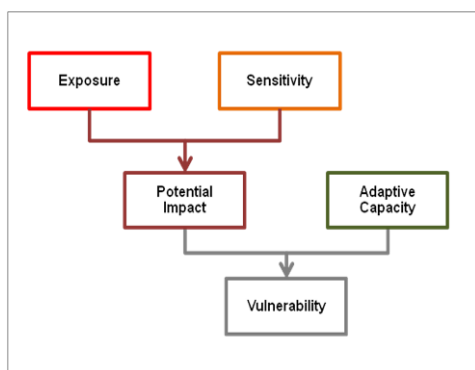 Exposure
Sensitivity
Potential
Impact
Adaptive
Capacity
Vulnerability